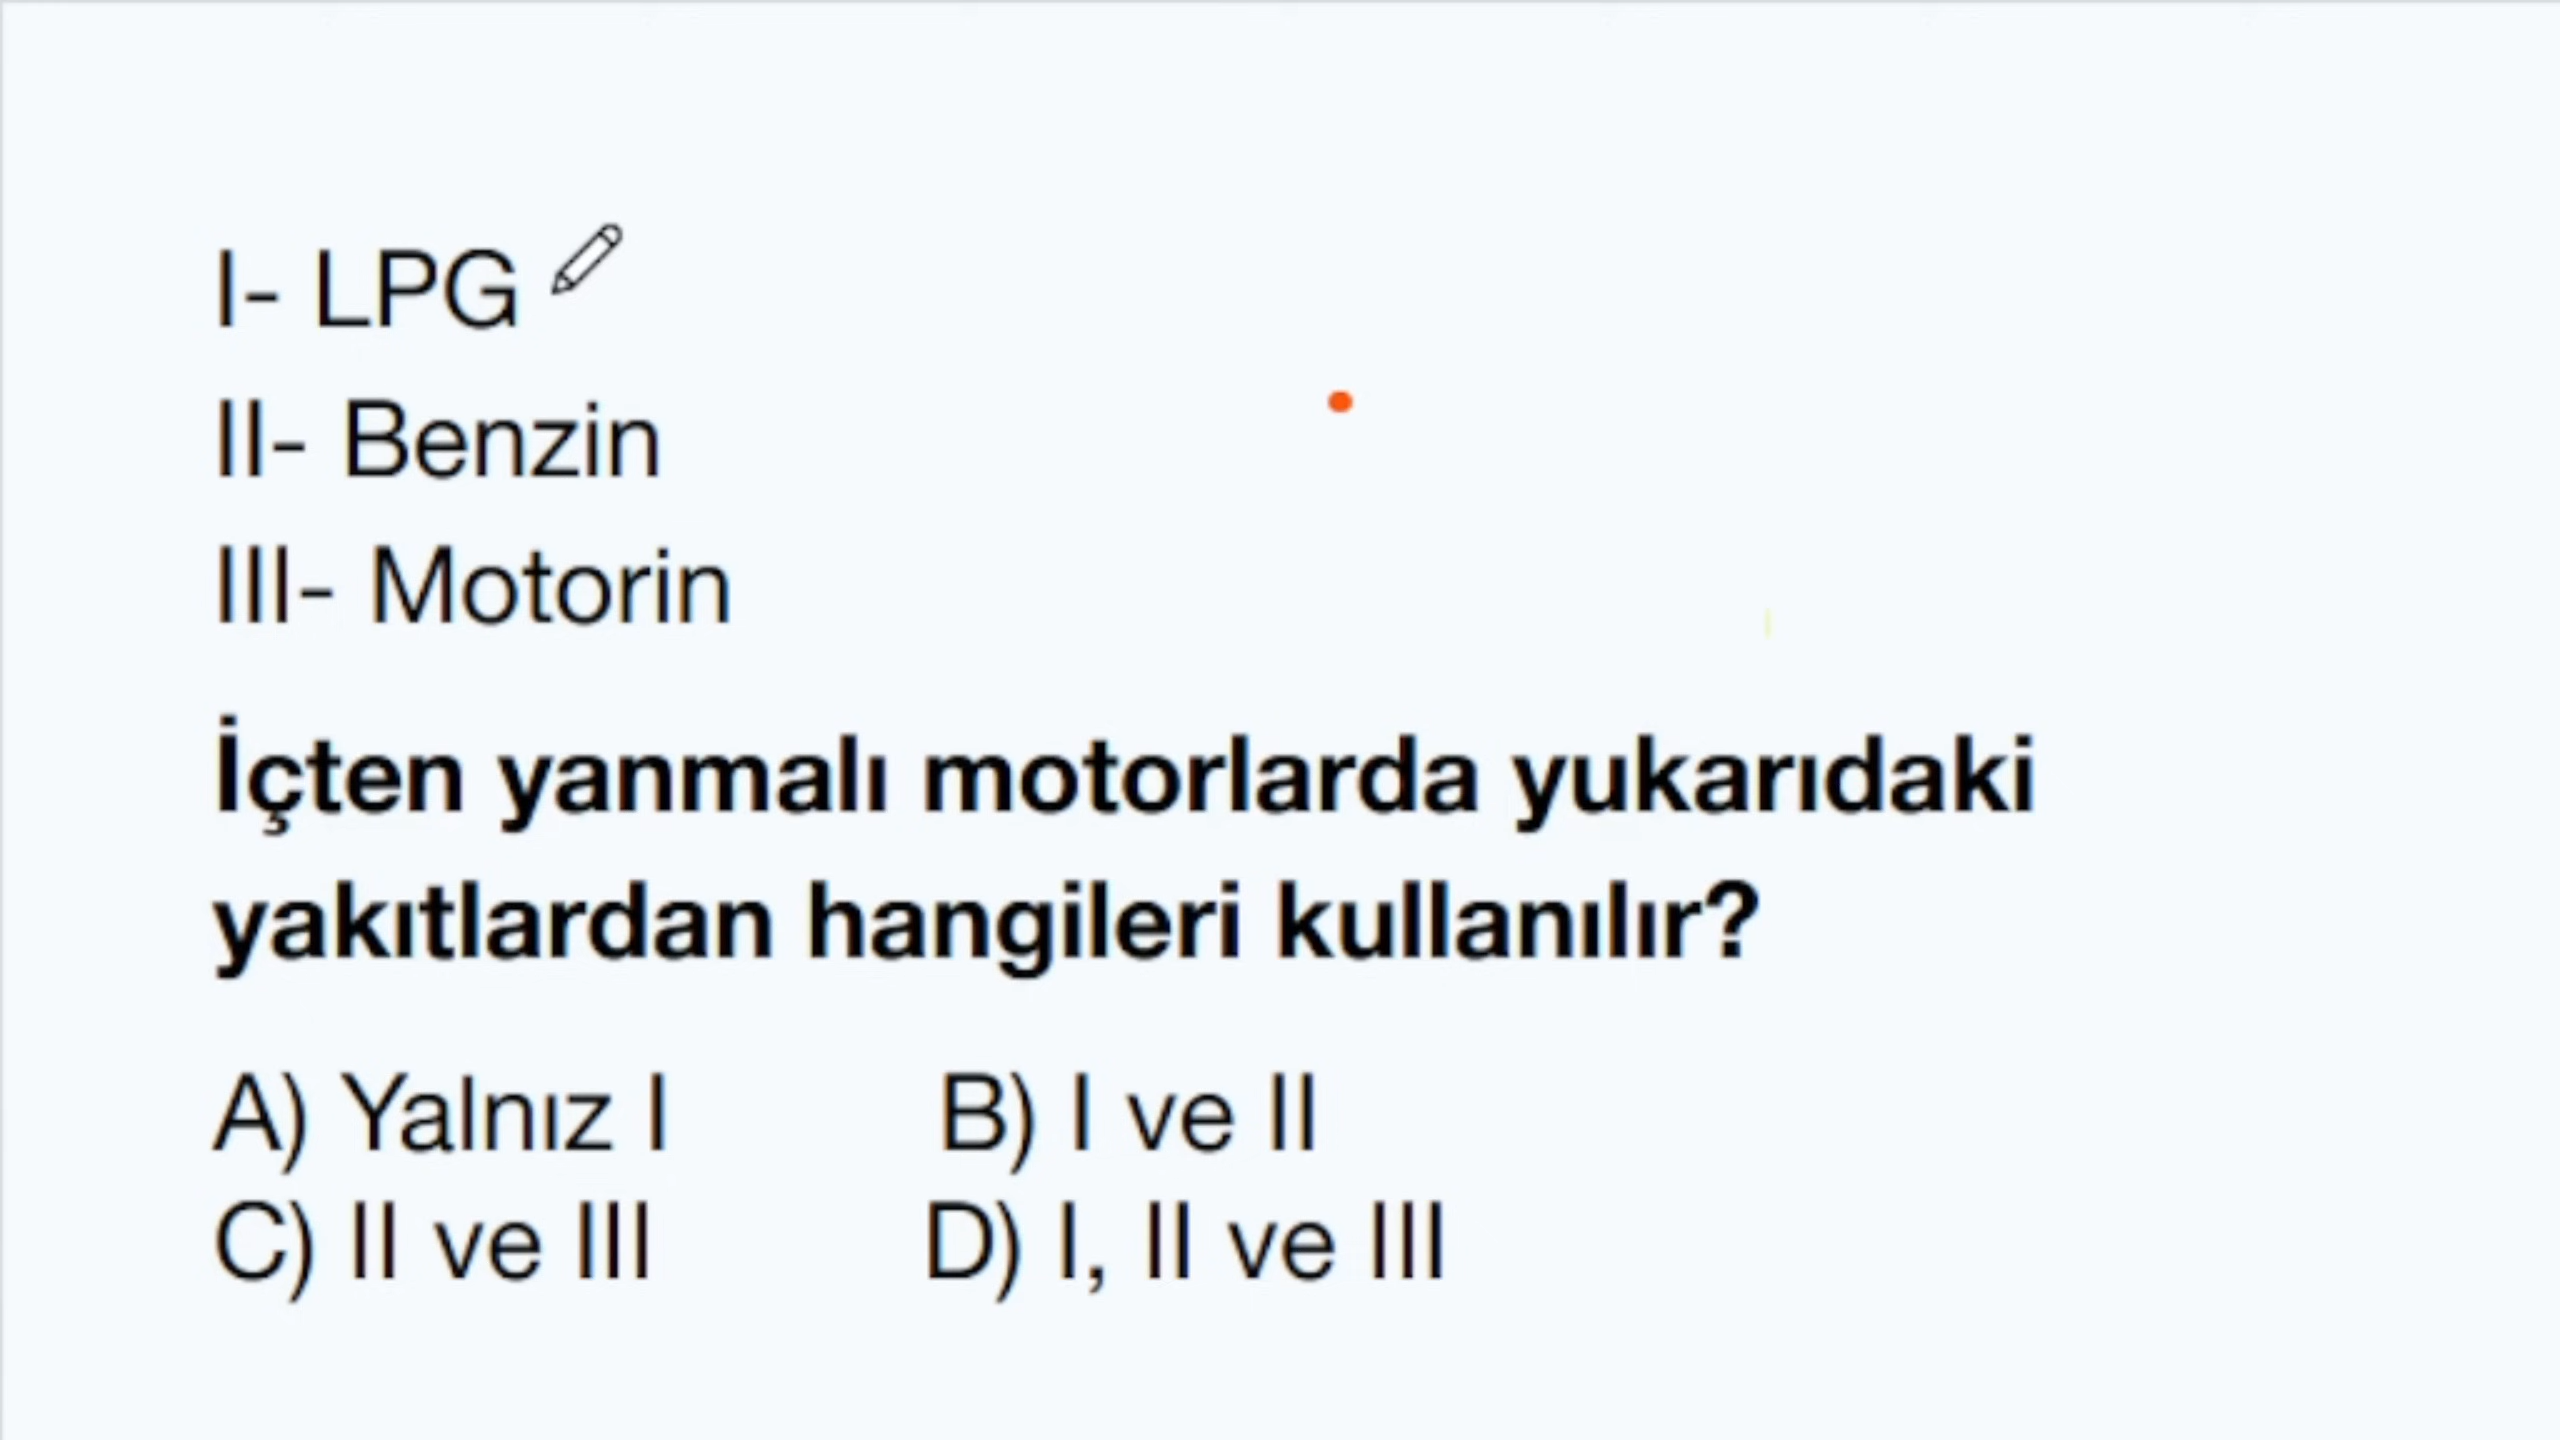 I- LPG
II- Benzin
III- Motorin
İçten yanmalı motorlarda yukarıdaki
yakıtlardan hangileri kullanılır?
A) Yalnız I B) I ve II
C) II ve III D) I, II ve III